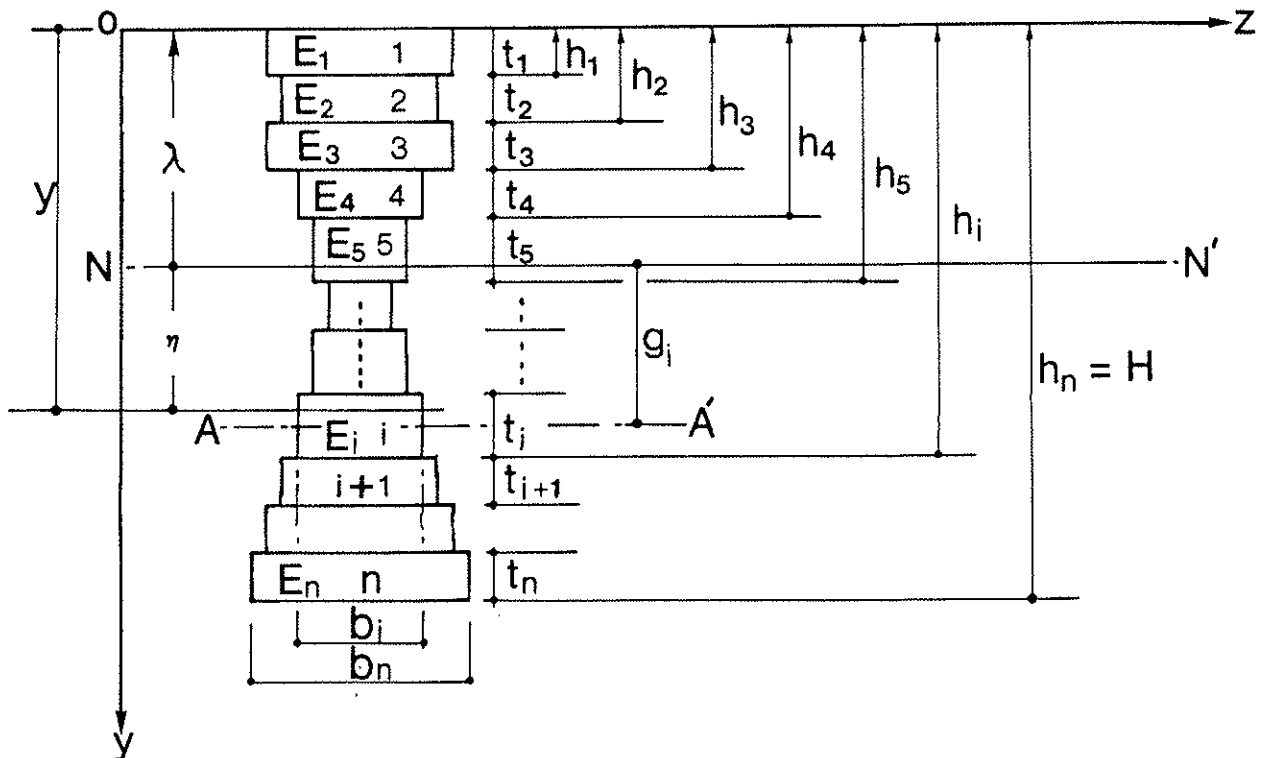 O z
E₁ 1 t₁ h₁
E₂ 2 t₂ h₂
E₃ 3 t₃ h₃
λ
E₄ 4 t₄ h₄
y
E₅ 5 t₅ h₅
hᵢ
N N′
η gᵢ
hₙ = H
A Eᵢ i tᵢ A′
i+1 tᵢ₊₁
Eₙ n tₙ
bᵢ
bₙ
y